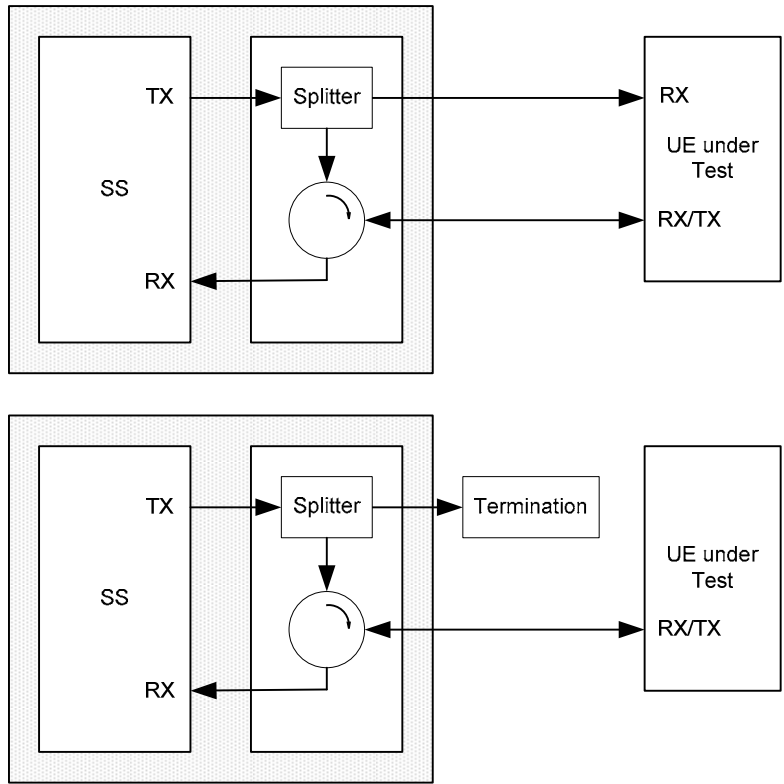 TX
Splitter
RX
UE under
Test
SS
RX/TX
RX
TX
Splitter
Termination
UE under
Test
SS
RX/TX
RX